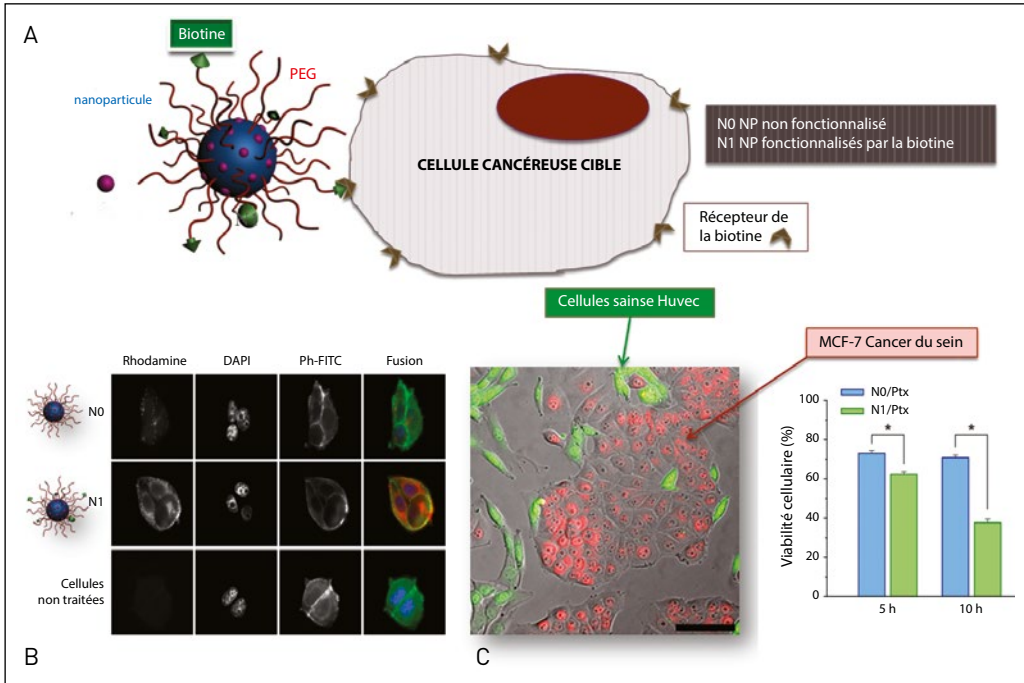 A
Biotine
PEG
nanoparticule
CELLULE CANCÉREUSE CIBLE
N0 NP non fonctionnalisé
N1 NP fonctionnalisés par la biotine
Récepteur de
la biotine
Cellules sainse Huvec
MCF-7 Cancer du sein
Rhodamine
DAPI
Ph-FITC
Fusion
N0
N1
Cellules
non traitées
B
C
N0/Ptx
N1/Ptx
Viabilité cellulaire (%)
100
80
60
40
20
0
*
*
5 h
10 h